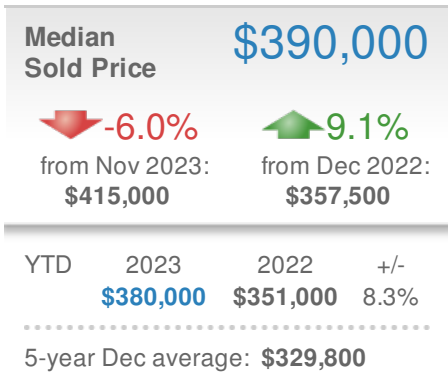 Median
Sold Price
$390,000
-6.0%
from Nov 2023:
$415,000
9.1%
from Dec 2022:
$357,500
YTD 2023 2022 +/-
$380,000 $351,000 8.3%
5-year Dec average: $329,800